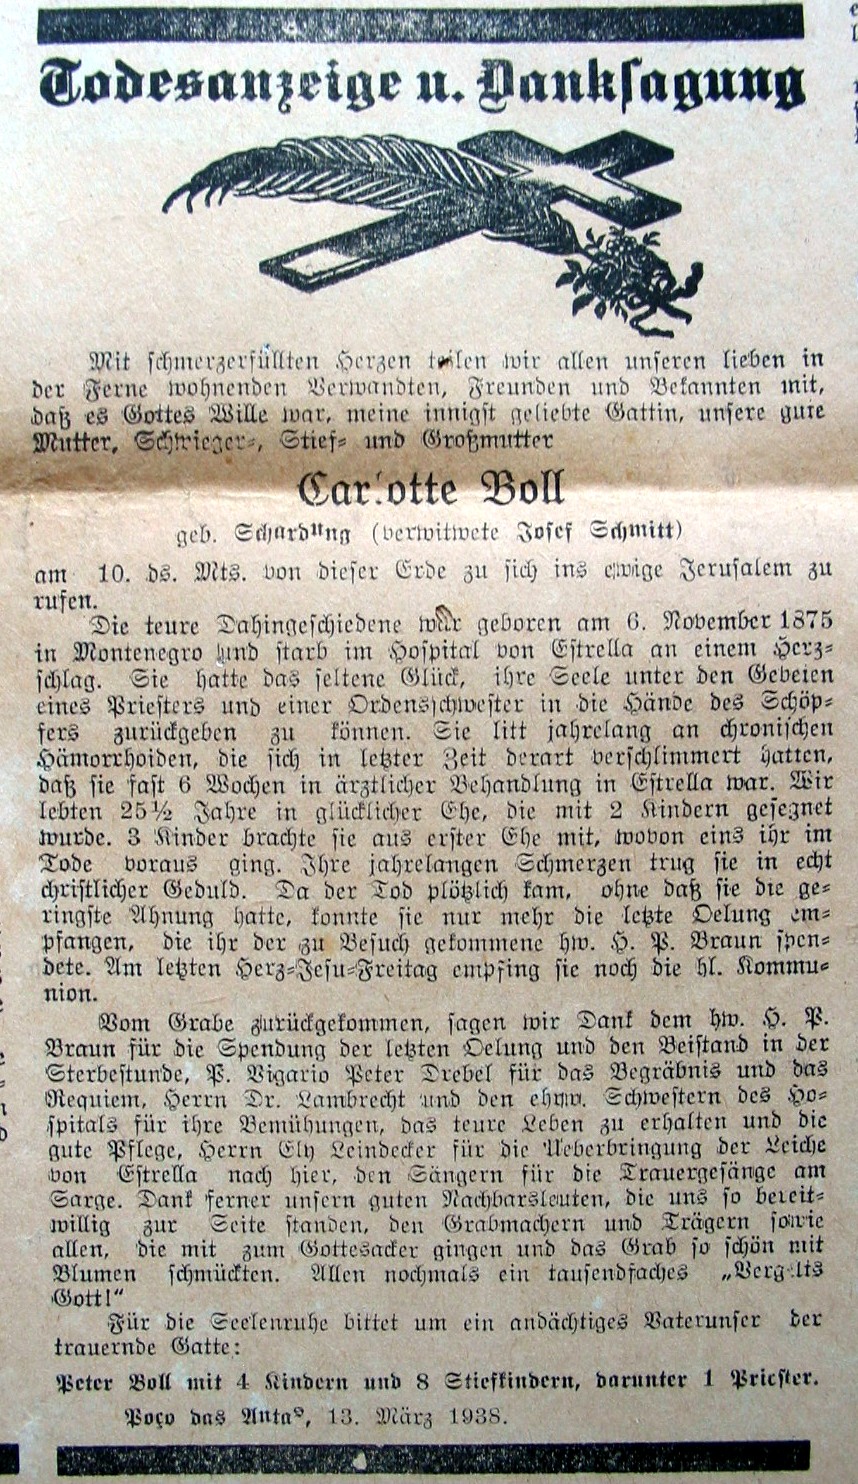 Todesanzeige u. Danksagung
Mit schmerzerfüllten Herzen teilen wir allen unseren lieben in
der Ferne wohnenden Verwandten, Freunden und Bekannten mit,
daß es Gottes Wille war, meine innigst geliebte Gattin, unsere gute
Mutter, Schwieger-, Stief- und Großmutter
Carlotte Boll
geb. Schardung (verwitwete Josef Schmitt)
am 10. ds. Mts. von dieser Erde zu sich ins ewige Jerusalem zu
rufen.
Die teure Dahingeschiedene war geboren am 6. November 1875
in Montenegro und starb im Hospital von Estrella an einem Herz-
schlag. Sie hatte das seltene Glück, ihre Seele unter den Gebeten
eines Priesters und einer Ordensschwester in die Hände des Schöp-
fers zurückgeben zu können. Sie litt jahrelang an chronischen
Hämorrhoiden, die sich in letzter Zeit derart verschlimmert hatten,
daß sie fast 6 Wochen in ärztlicher Behandlung in Estrella war. Wir
lebten 25½ Jahre in glücklicher Ehe, die mit 2 Kindern gesegnet
wurde. 3 Kinder brachte sie aus erster Ehe mit, wovon eins ihr im
Tode voraus ging. Ihre jahrelangen Schmerzen trug sie in echt
christlicher Geduld. Da der Tod plötzlich kam, ohne daß sie die ge-
ringste Ahnung hatte, konnte sie nur mehr die letzte Oelung em-
pfangen, die ihr der zu Besuch gekommene hw. H. P. Braun spen-
dete. Am letzten Herz-Jesu-Freitag empfing sie noch die hl. Kommu-
nion.
Vom Grabe zurückgekommen, sagen wir Dank dem hw. H. P.
Braun für die Spendung der letzten Oelung und den Beistand in der
Sterbestunde, P. Vigario Peter Drebel für das Begräbnis und das
Requiem, Herrn Dr. Lambrecht und den ehrw. Schwestern des Ho-
spitals für ihre Bemühungen, das teure Leben zu erhalten und die
gute Pflege, Herrn Ely Leindecker für die Ueberbringung der Leiche
von Estrella nach hier, den Sängern für die Trauergesänge am
Sarge. Dank ferner unsern guten Nachbarsleuten, die uns so bereit-
willig zur Seite standen, den Grabmachern und Trägern sowie
allen, die mit zum Gottesacker gingen und das Grab so schön mit
Blumen schmückten. Allen nochmals ein tausendfaches „Vergelts
Gott!“
Für die Seelenruhe bittet um ein andächtiges Vaterunser der
trauernde Gatte:
Peter Boll mit 4 Kindern und 8 Stiefkindern, darunter 1 Priester.
Poço das Antas, 13. März 1938.